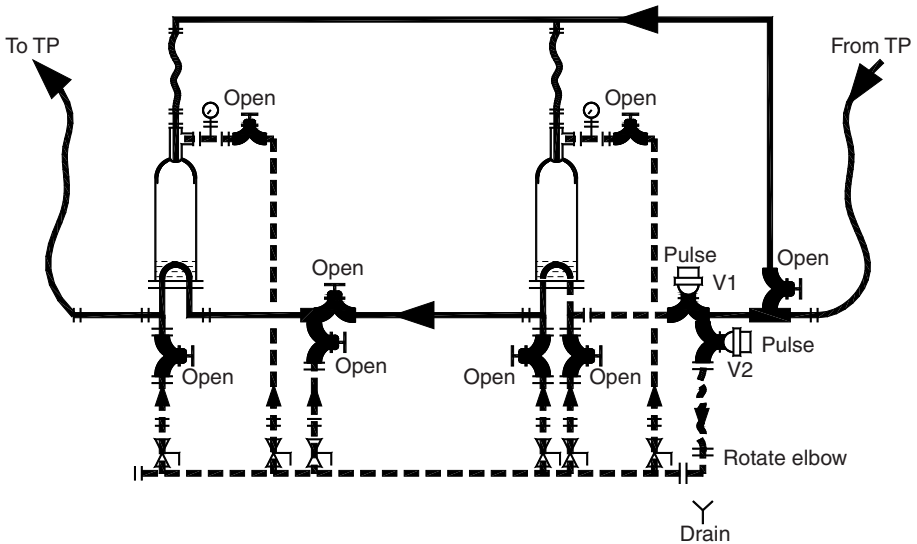 To TP
From TP
Open
Open
Pulse
V1
Open
Open
Open
Open
Open
Open
V2
Pulse
Rotate elbow
Drain